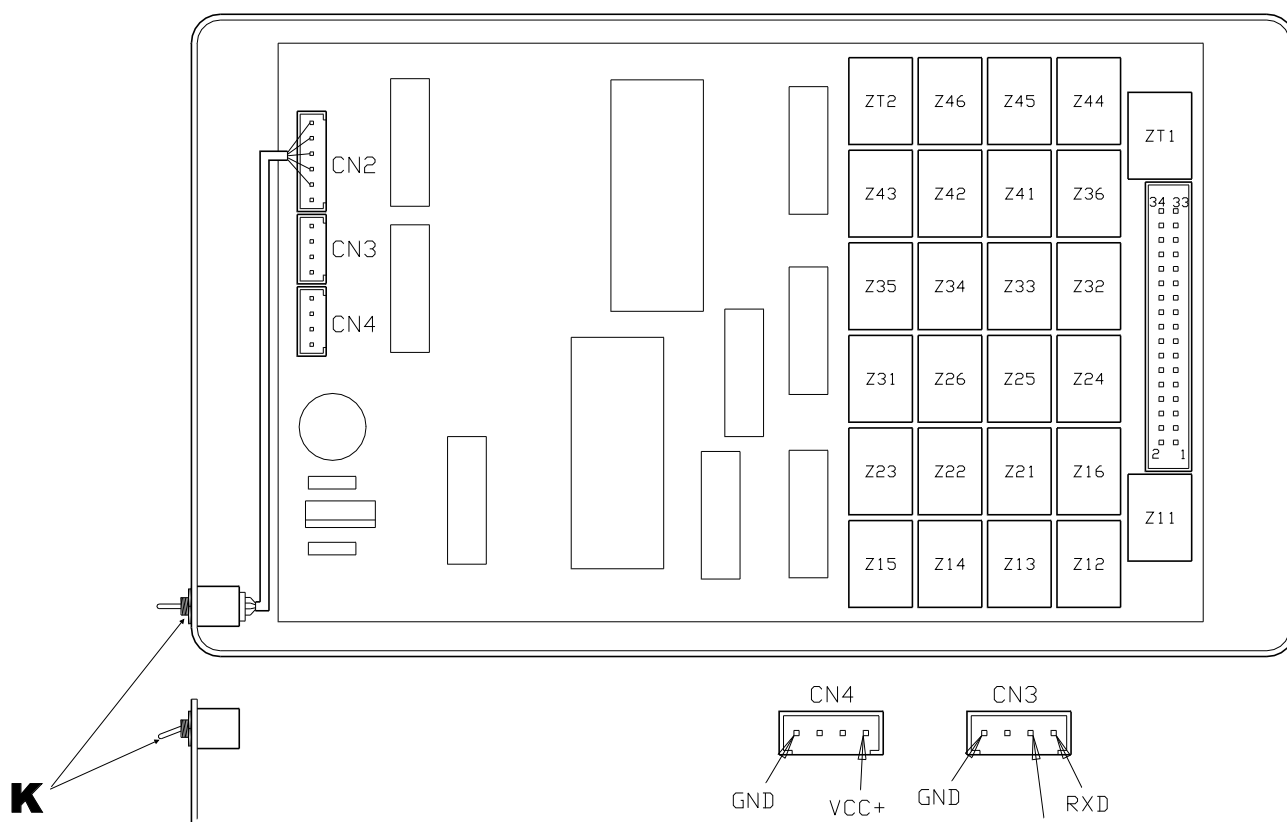 ZT2 Z46 Z45 Z44
ZT1
CN2
Z43 Z42 Z41 Z36
34 33
CN3
Z35 Z34 Z33 Z32
CN4
Z31 Z26 Z25 Z24
2 1
Z23 Z22 Z21 Z16
Z11
Z15 Z14 Z13 Z12
CN4 CN3
K
GND VCC+ GND RXD